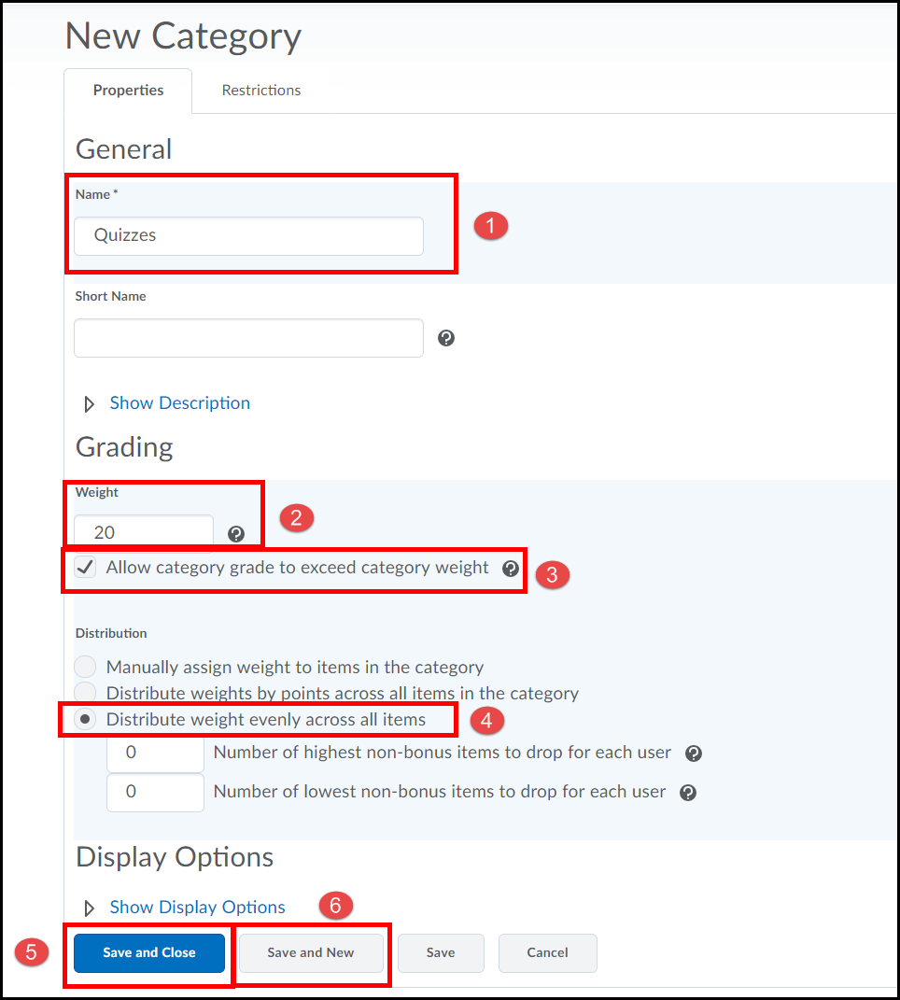 New Category
Properties Restrictions
General
Name *
Quizzes
1
Short Name
?
Show Description
Grading
Weight
20 ?
2
Allow category grade to exceed category weight ?
3
Distribution
Manually assign weight to items in the category
Distribute weights by points across all items in the category
Distribute weight evenly across all items
4
0 Number of highest non-bonus items to drop for each user ?
0 Number of lowest non-bonus items to drop for each user ?
Display Options
Show Display Options
6
5
Save and Close Save and New Save Cancel